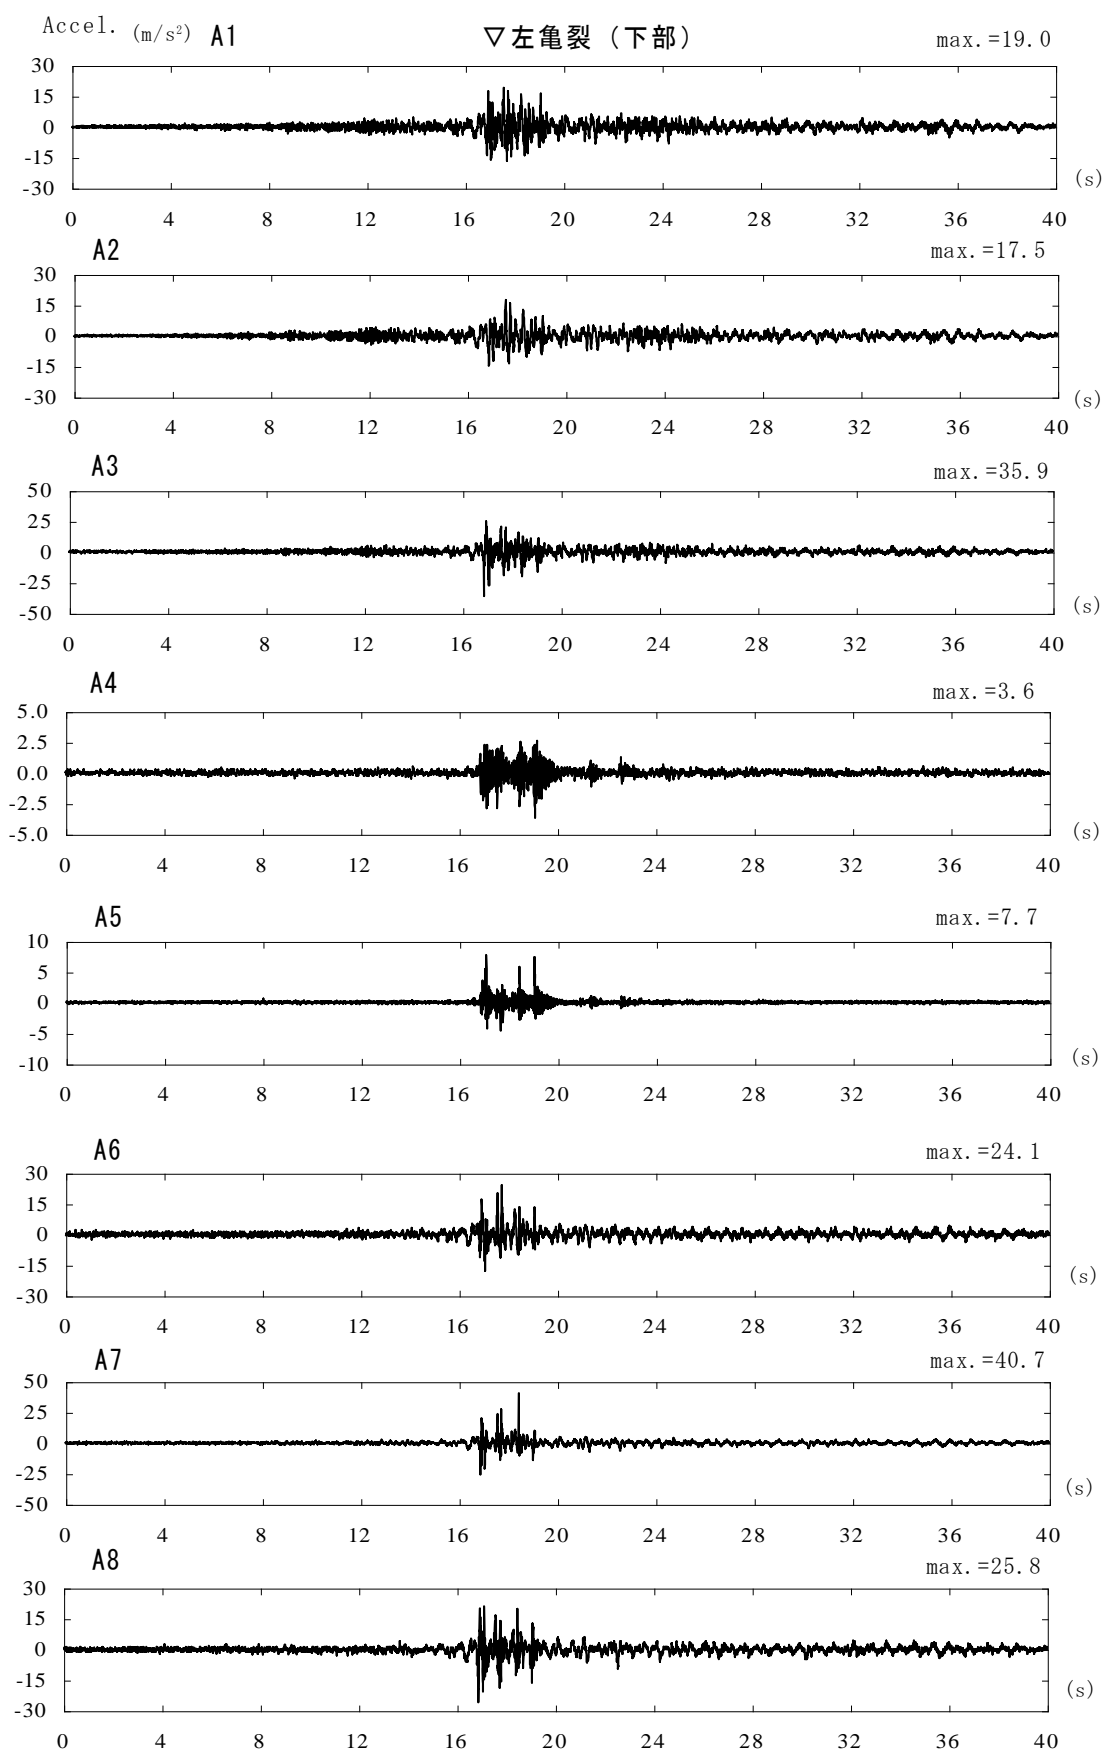 Accel. (m/s²) A1 ▽左亀裂（下部） max.=19.0
30
15
0
-15
-30
(s)
0 4 8 12 16 20 24 28 32 36 40
A2 max.=17.5
30
15
0
-15
-30
(s)
0 4 8 12 16 20 24 28 32 36 40
A3 max.=35.9
50
25
0
-25
-50
(s)
0 4 8 12 16 20 24 28 32 36 40
A4 max.=3.6
5.0
2.5
0.0
-2.5
-5.0
(s)
0 4 8 12 16 20 24 28 32 36 40
A5 max.=7.7
10
5
0
-5
-10
(s)
0 4 8 12 16 20 24 28 32 36 40
A6 max.=24.1
30
15
0
-15
-30
(s)
0 4 8 12 16 20 24 28 32 36 40
A7 max.=40.7
50
25
0
-25
-50
(s)
0 4 8 12 16 20 24 28 32 36 40
A8 max.=25.8
30
15
0
-15
-30
(s)
0 4 8 12 16 20 24 28 32 36 40